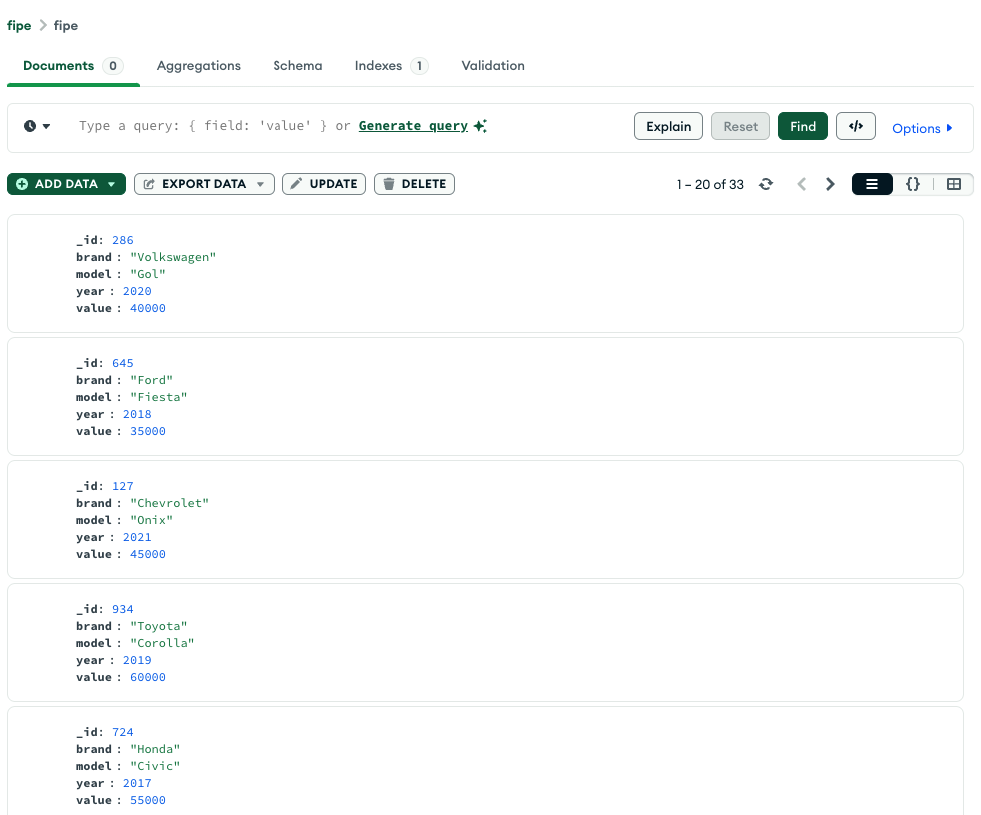 fipe > fipe
Documents 0 Aggregations Schema Indexes 1 Validation
Type a query: { field: 'value' } or Generate query Explain Reset Find </> Options
ADD DATA EXPORT DATA UPDATE DELETE 1 – 20 of 33 {}
_id: 286
brand : "Volkswagen"
model : "Gol"
year : 2020
value : 40000
_id: 645
brand : "Ford"
model : "Fiesta"
year : 2018
value : 35000
_id: 127
brand : "Chevrolet"
model : "Onix"
year : 2021
value : 45000
_id: 934
brand : "Toyota"
model : "Corolla"
year : 2019
value : 60000
_id: 724
brand : "Honda"
model : "Civic"
year : 2017
value : 55000